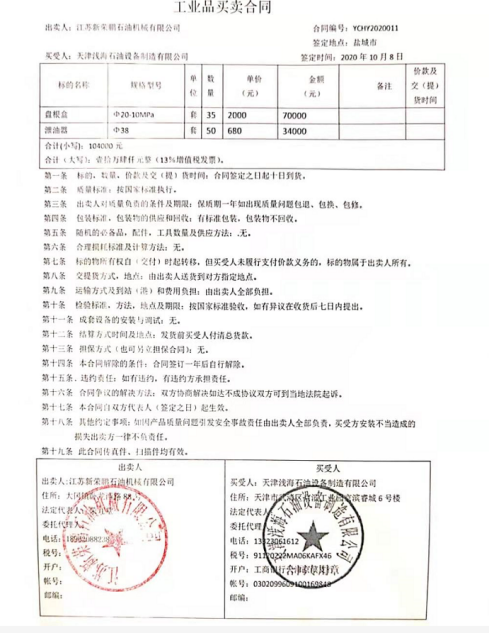 工业品买卖合同
出卖人：江苏新荣鹏石油机械有限公司
合同编号：YCHY2020011
签定地点：盐城市
买受人：天津浅海石油设备制造有限公司
签定时间：2020 年 10 月 8 日
标的名称 规格型号 单位 数量 单价（元） 金额（元） 备注 价款及交（提）货时间
盘根盒 Φ20-10MPa 套 35 2000 70000
泄油器 Φ38 套 50 680 34000
合计(小写)：104000 元
合计（大写）：壹拾万肆仟元整（13%增值税发票）。
第一条 标的、数量、价款及交（提）货时间：合同签定之日起十日到货。
第二条 质量标准：按国家标准执行。
第三条 出卖人对质量负责的条件及期限：保质期一年如出现质量问题包退、包换、包修。
第四条 包装标准、包装物的供应和回收：有标准包装，包装物不回收。
第五条 随机的必备品，配件、工具数量及供应方法：.无。
第六条 合理损耗标准及计算方法：无。
第七条 标的物所有权自（交付）时起转移，但买受人未履行支付价款义务的，标的物属于出卖人所有。
第八条 交提货方式，地点：由出卖人送货到对方指定地点。
第九条 运输方式及到站（港）和费用负担：由出卖人全部负担。
第十条 检验标准、方法、地点及期限：按国家标准验收，如有异议在收货后七日内提出。
第十一条 成套设备的安装与调试：无。
第十二条 结算方式时间及地点：发货前买受人付清总货款。
第十三条 担保方式（也可另立担保合同）：无。
第十四条 本合同解除的条件：合同签订一年后自行解除。
第十五条、违约责任：如有违约，有违约方承担责任。
第十六条 合同争议的解决方法：双方协商解决如达不成协议双方可到当地法院起诉。
第十七条 本合同自双方代表人（签定之日）起生效。
第十八条、其他约定事项：如因产品质量问题引发安全事故责任由出卖人全部负责，买受方安装不当造成的
损失出卖方一律不负责任。
第十九条 此合同传真件、扫描件均有效。
出卖人
买受人
出卖人:江苏新荣鹏石油机械有限公司
买受人：天津浅海石油设备制造有限公司
住所：大冈镇
住所：天津市
睿城 6 号楼
法定代表人：
法定代表人：
委托代理人：
委托代理人：
电话：
电话：13323061612
税号：
税号：91120222MA06KAFX46
开户：
开户：工商银行
帐号：
帐号：0302099609100169848
邮编：
邮编：